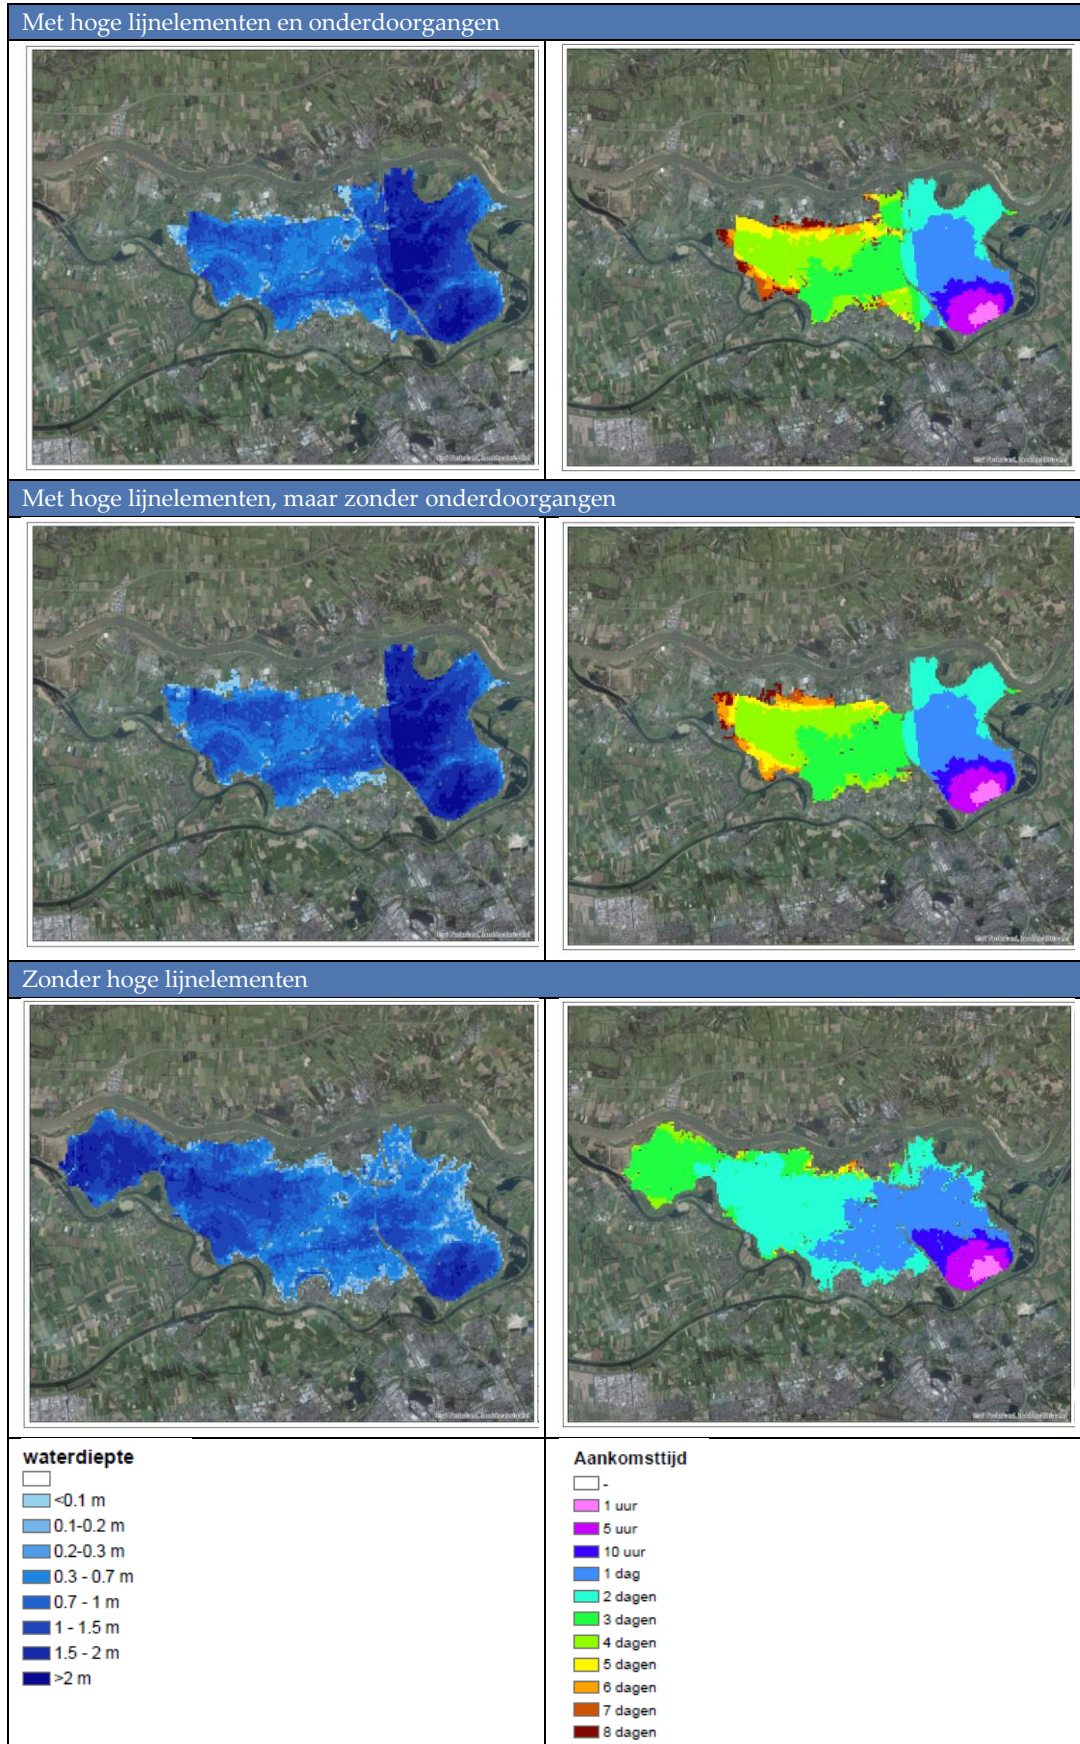 Met hoge lijnelementen en onderdoorgangen
Met hoge lijnelementen, maar zonder onderdoorgangen
Zonder hoge lijnelementen
waterdiepte
<0.1 m
0.1-0.2 m
0.2-0.3 m
0.3 - 0.7 m
0.7 - 1 m
1 - 1.5 m
1.5 - 2 m
>2 m
Aankomsttijd
-
1 uur
5 uur
10 uur
1 dag
2 dagen
3 dagen
4 dagen
5 dagen
6 dagen
7 dagen
8 dagen